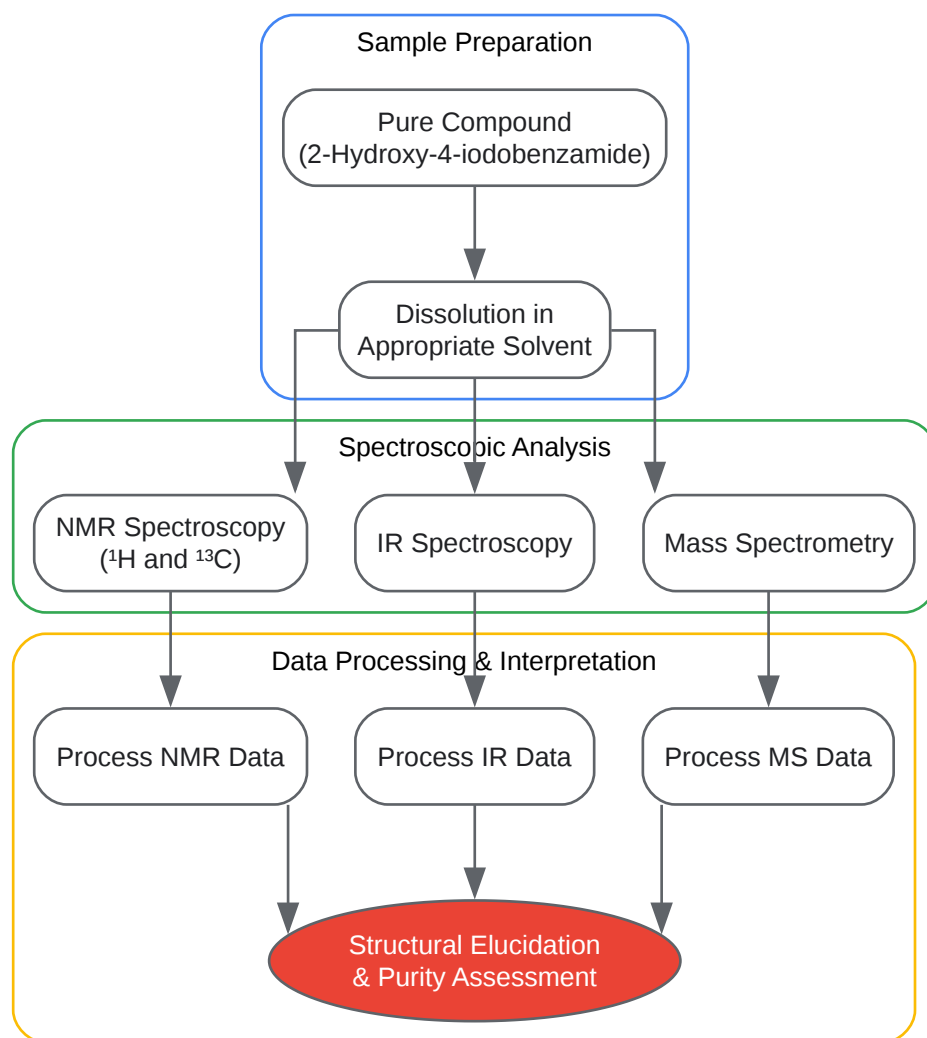 Sample Preparation
Pure Compound
(2-Hydroxy-4-iodobenzamide)
Dissolution in
Appropriate Solvent
Spectroscopic Analysis
NMR Spectroscopy
(¹H and ¹³C)
IR Spectroscopy
Mass Spectrometry
Data Processing & Interpretation
Process NMR Data
Process IR Data
Process MS Data
Structural Elucidation
& Purity Assessment